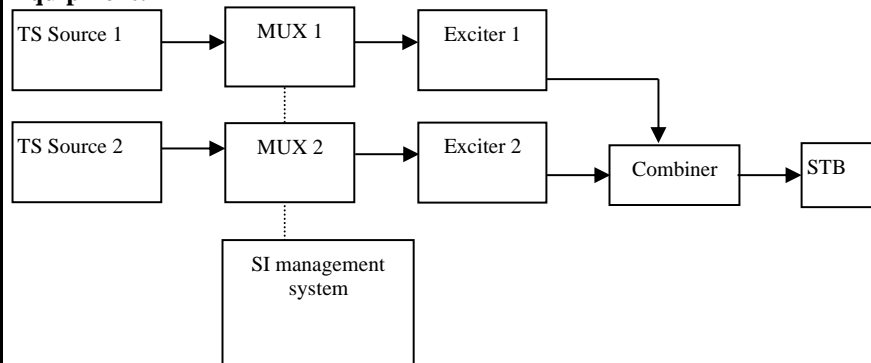 TS Source 1
MUX 1
Exciter 1
TS Source 2
MUX 2
Exciter 2
Combiner
STB
SI management
system